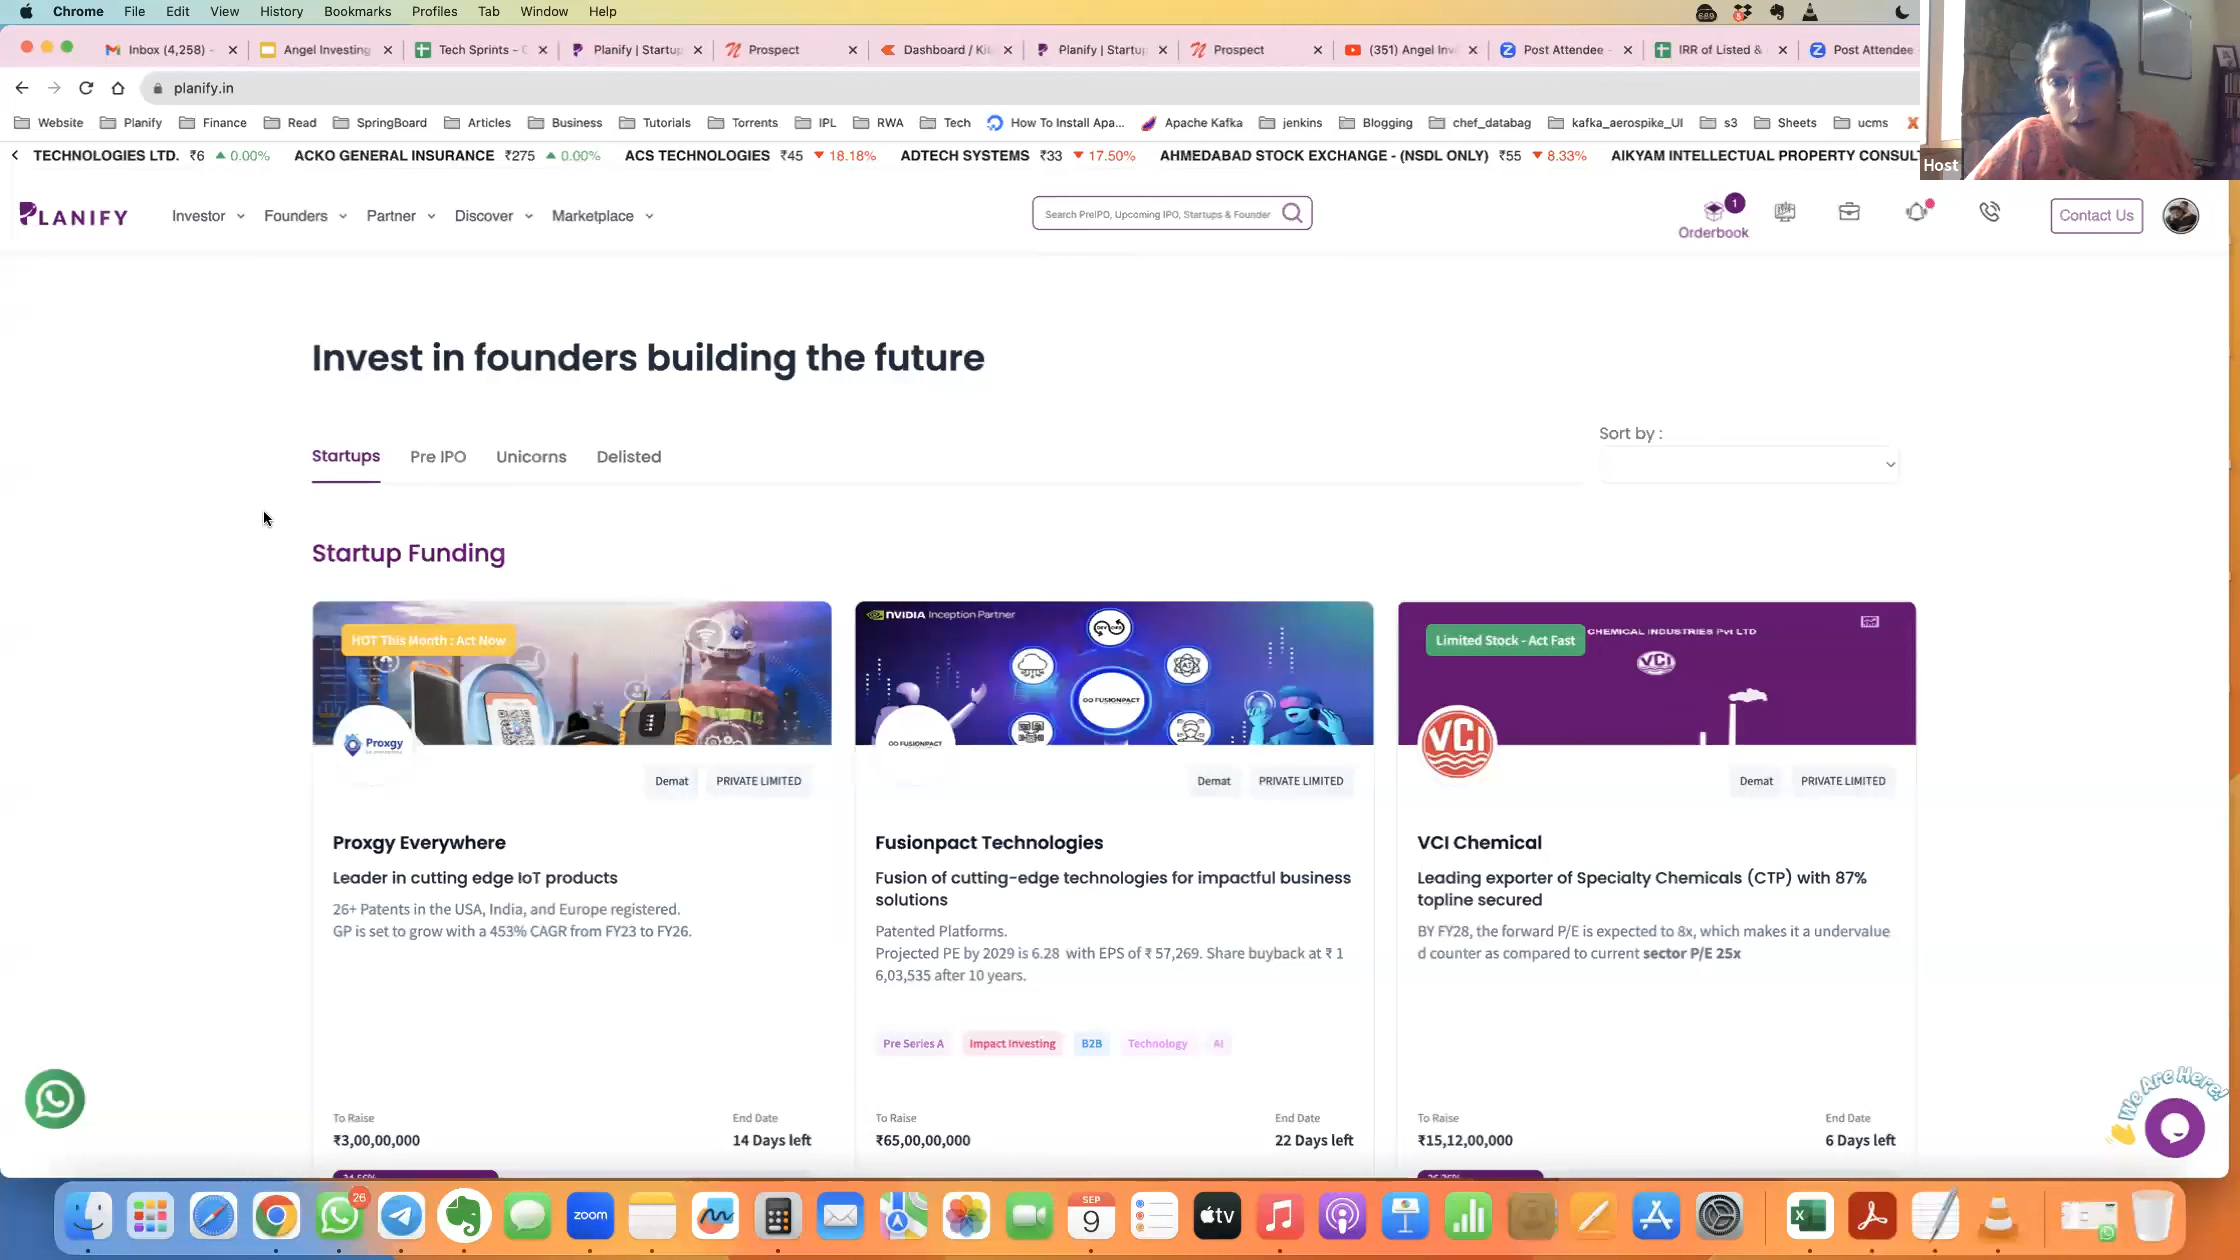 Chrome File Edit View History Bookmarks Profiles Tab Window Help
Inbox (4,258) - Angel Investing Tech Sprints - Planify | Startup Prospect Dashboard / Ki Planify | Startup Prospect (351) Angel Inv Post Attendee - IRR of Listed & Post Attendee
planify.in
Website Planify Finance Read SpringBoard Articles Business Tutorials Torrents IPL RWA Tech How To Install Apa... Apache Kafka jenkins Blogging chef_databag kafka_aerospike_UI s3 Sheets ucms
TECHNOLOGIES LTD. ₹6 ▲ 0.00% ACKO GENERAL INSURANCE ₹275 ▲ 0.00% ACS TECHNOLOGIES ₹45 ▼ 18.18% ADTECH SYSTEMS ₹33 ▼ 17.50% AHMEDABAD STOCK EXCHANGE - (NSDL ONLY) ₹55 ▼ 8.33% AIKYAM INTELLECTUAL PROPERTY CONSULT
Host
PLANIFY Investor Founders Partner Discover Marketplace
Search PreIPO, Upcoming IPO, Startups & Founder
1
Orderbook
Contact Us
Invest in founders building the future
Startups Pre IPO Unicorns Delisted
Sort by :
Startup Funding
HOT This Month : Act Now
Proxgy
Demat PRIVATE LIMITED
Proxgy Everywhere
Leader in cutting edge IoT products
26+ Patents in the USA, India, and Europe registered.
GP is set to grow with a 453% CAGR from FY23 to FY26.
To Raise End Date
₹3,00,00,000 14 Days left
NVIDIA Inception Partner
GO FUSIONPACT
GO FUSIONPACT
Demat PRIVATE LIMITED
Fusionpact Technologies
Fusion of cutting-edge technologies for impactful business
solutions
Patented Platforms.
Projected PE by 2029 is 6.28 with EPS of ₹ 57,269. Share buyback at ₹ 1
6,03,535 after 10 years.
Pre Series A Impact Investing B2B Technology AI
To Raise End Date
₹65,00,00,000 22 Days left
Limited Stock - Act Fast
CHEMICAL INDUSTRIES Pvt LTD
VCI
VCI
Demat PRIVATE LIMITED
VCI Chemical
Leading exporter of Specialty Chemicals (CTP) with 87%
topline secured
BY FY28, the forward P/E is expected to 8x, which makes it a undervalue
d counter as compared to current sector P/E 25x
To Raise End Date
₹15,12,00,000 6 Days left
We Are Here!
26
zoom
SEP
9
tv